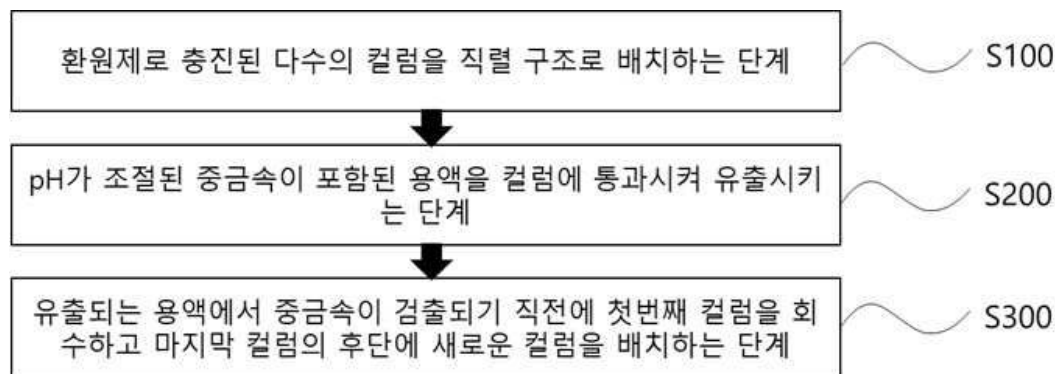 환원제로 충진된 다수의 컬럼을 직렬 구조로 배치하는 단계
S100
pH가 조절된 중금속이 포함된 용액을 컬럼에 통과시켜 유출시키
는 단계
S200
유출되는 용액에서 중금속이 검출되기 직전에 첫번째 컬럼을 회
수하고 마지막 컬럼의 후단에 새로운 컬럼을 배치하는 단계
S300